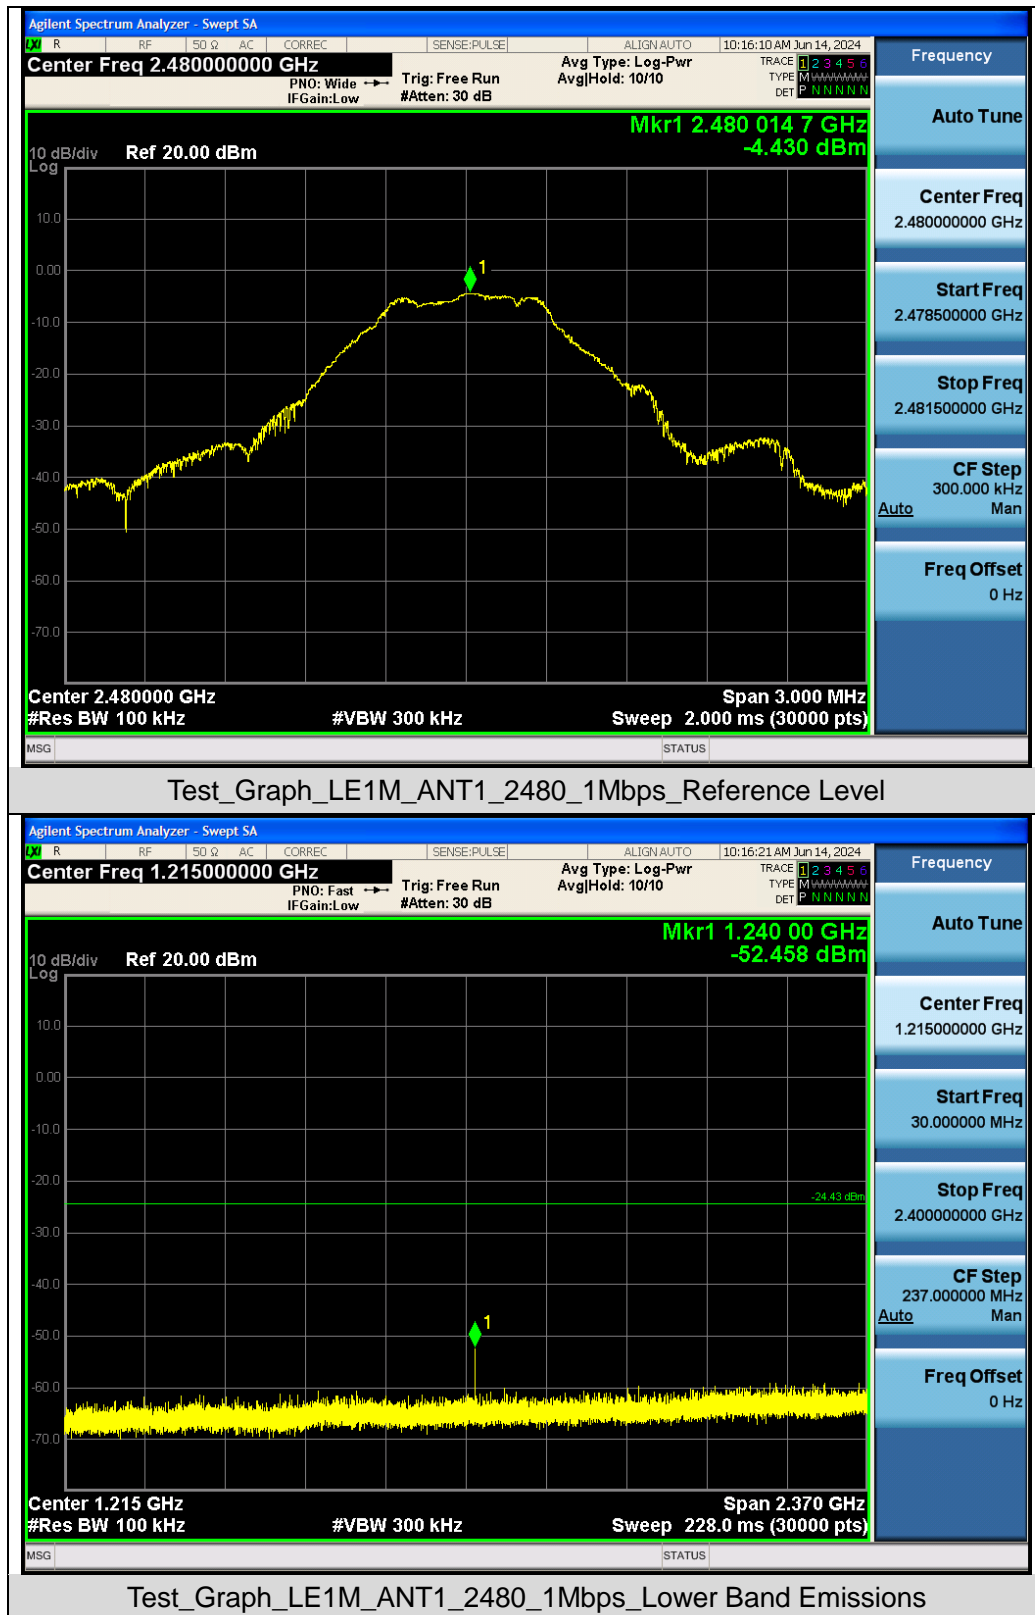 Agilent Spectrum Analyzer - Swept SA
LXI R RF 50 Ω AC CORREC SENSE:PULSE ALIGNAUTO 10:16:10 AM Jun 14, 2024
Center Freq 2.480000000 GHz
PNO: Wide
IFGain:Low
Trig: Free Run
#Atten: 30 dB
Avg Type: Log-Pwr
Avg|Hold: 10/10
TRACE 1 2 3 4 5 6
TYPE M
DET P N N N N N
Mkr1 2.480 014 7 GHz
-4.430 dBm
10 dB/div Ref 20.00 dBm
Log
10.0
0.00
1
-10.0
-20.0
-30.0
-40.0
-50.0
-60.0
-70.0
Center 2.480000 GHz Span 3.000 MHz
#Res BW 100 kHz #VBW 300 kHz Sweep 2.000 ms (30000 pts)
MSG STATUS
Frequency
Auto Tune
Center Freq
2.480000000 GHz
Start Freq
2.478500000 GHz
Stop Freq
2.481500000 GHz
CF Step
300.000 kHz
Auto Man
Freq Offset
0 Hz
Test_Graph_LE1M_ANT1_2480_1Mbps_Reference Level
Agilent Spectrum Analyzer - Swept SA
LXI R RF 50 Ω AC CORREC SENSE:PULSE ALIGNAUTO 10:16:21 AM Jun 14, 2024
Center Freq 1.215000000 GHz
PNO: Fast
IFGain:Low
Trig: Free Run
#Atten: 30 dB
Avg Type: Log-Pwr
Avg|Hold: 10/10
TRACE 1 2 3 4 5 6
TYPE M
DET P N N N N N
Mkr1 1.240 00 GHz
-52.458 dBm
10 dB/div Ref 20.00 dBm
Log
10.0
0.00
-10.0
-20.0
-24.43 dBm
-30.0
-40.0
1
-50.0
-60.0
-70.0
Center 1.215 GHz Span 2.370 GHz
#Res BW 100 kHz #VBW 300 kHz Sweep 228.0 ms (30000 pts)
MSG STATUS
Frequency
Auto Tune
Center Freq
1.215000000 GHz
Start Freq
30.000000 MHz
Stop Freq
2.400000000 GHz
CF Step
237.000000 MHz
Auto Man
Freq Offset
0 Hz
Test_Graph_LE1M_ANT1_2480_1Mbps_Lower Band Emissions